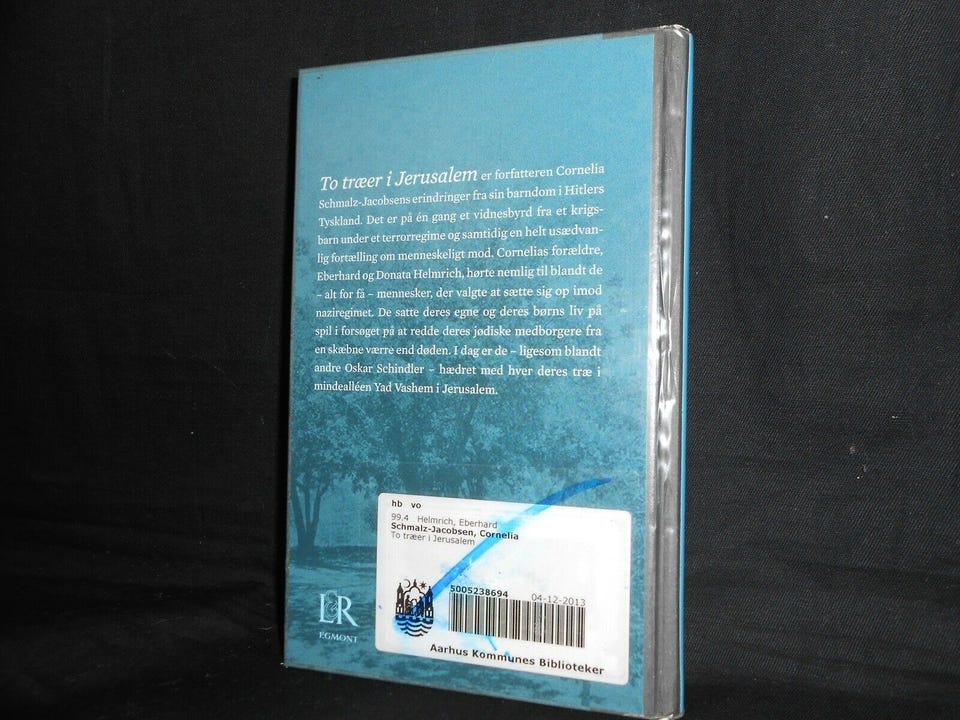 To træer i Jerusalem er forfatteren Cornelia
Schmalz-Jacobsens erindringer fra sin barndom i Hitlers
Tyskland. Det er på én gang et vidnesbyrd fra et krigs-
barn under et terrorregime og samtidig en helt usædvan-
lig fortælling om menneskeligt mod. Cornelias forældre,
Eberhard og Donata Helmrich, hørte nemlig til blandt de
– alt for få – mennesker, der valgte at sætte sig op imod
naziregimet. De satte deres egne og deres børns liv på
spil i forsøget på at redde deres jødiske medborgere fra
en skæbne værre end døden. I dag er de – ligesom blandt
andre Oskar Schindler – hædret med hver deres træ i
mindealléen Yad Vashem i Jerusalem.
hb vo
99.4 Helmrich, Eberhard
Schmalz-Jacobsen, Cornelia
To træer i Jerusalem
5005238694 04-12-2013
Aarhus Kommunes Biblioteker
L&R
EGMONT